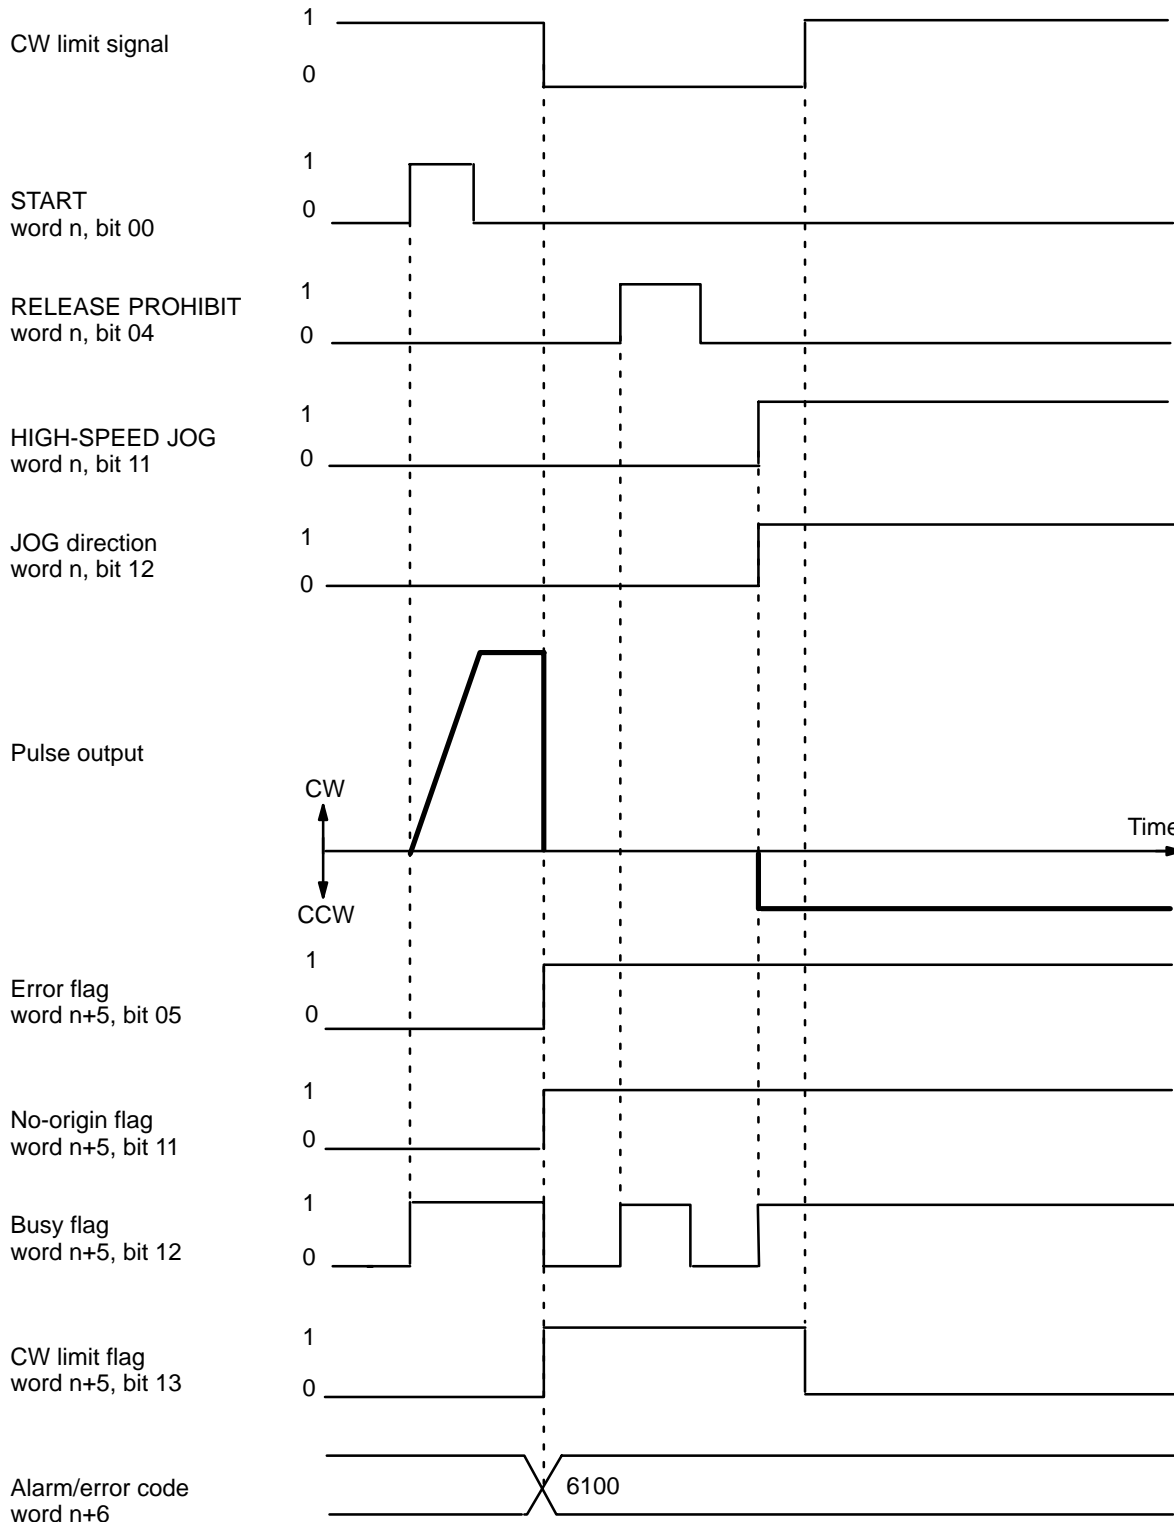 1
CW limit signal
0
1
START
0
word n, bit 00
1
RELEASE PROHIBIT
word n, bit 04
0
1
HIGH-SPEED JOG
word n, bit 11
0
1
JOG direction
word n, bit 12
0
Pulse output
CW
Time
CCW
1
Error flag
word n+5, bit 05
0
1
No-origin flag
word n+5, bit 11
0
1
Busy flag
word n+5, bit 12
0
1
CW limit flag
word n+5, bit 13
0
Alarm/error code
6100
word n+6